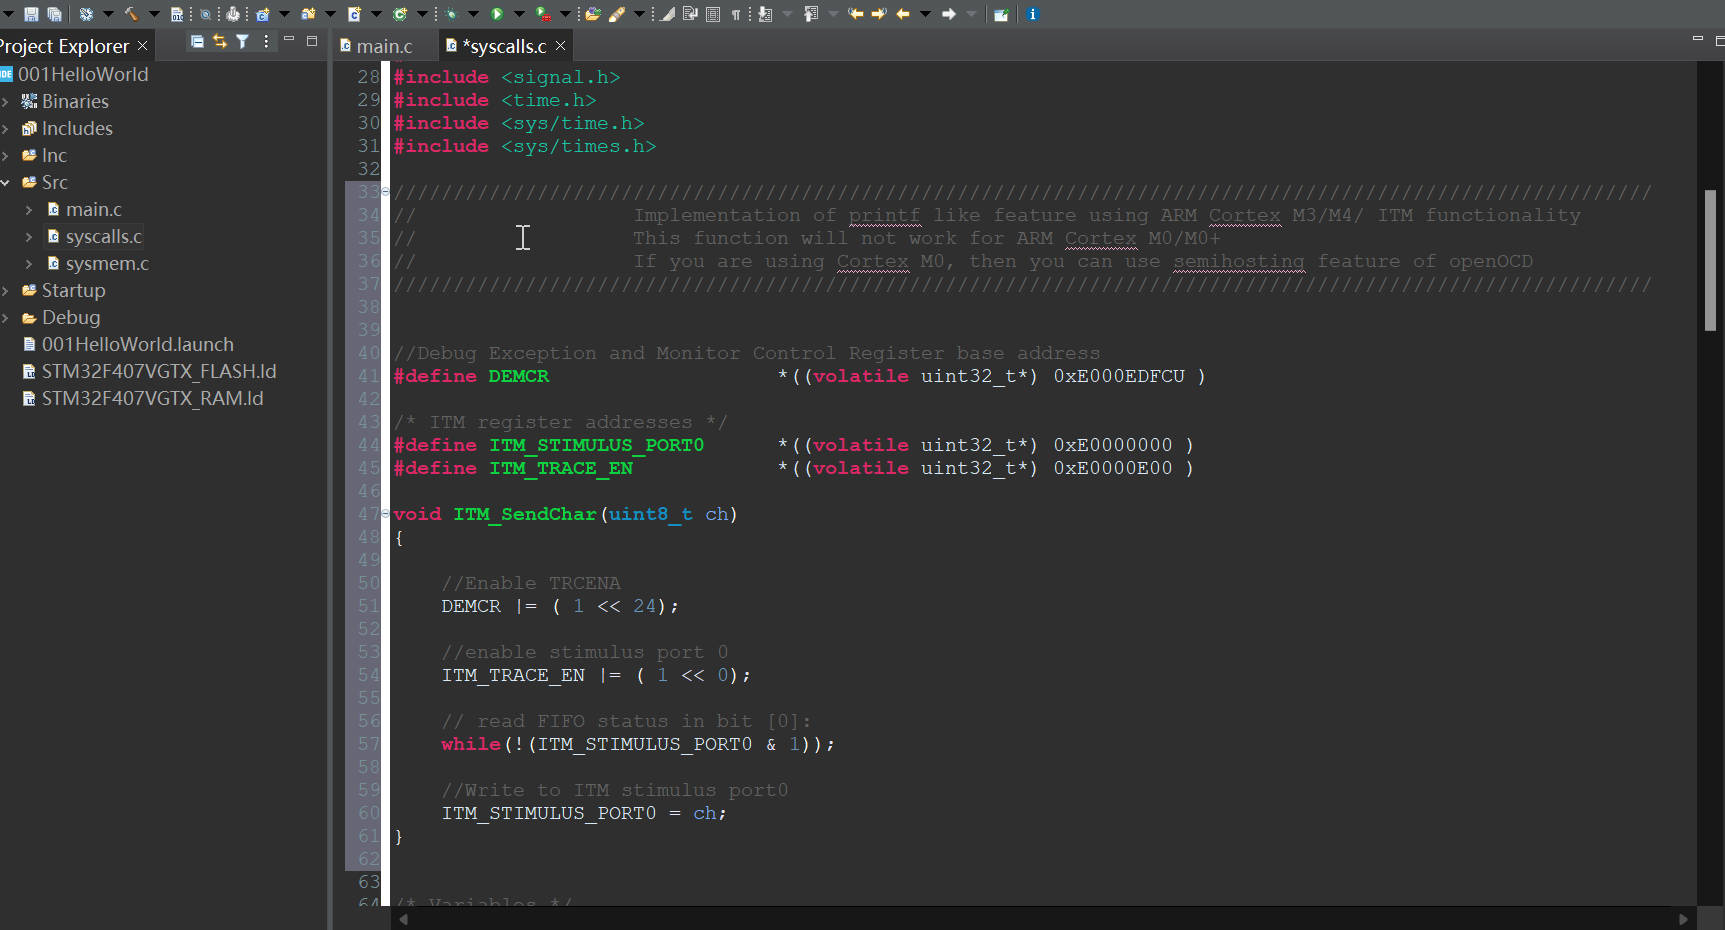 Project Explorer
main.c
*syscalls.c
001HelloWorld
Binaries
Includes
Inc
Src
main.c
syscalls.c
sysmem.c
Startup
Debug
001HelloWorld.launch
STM32F407VGTX_FLASH.ld
STM32F407VGTX_RAM.ld
28 #include <signal.h>
29 #include <time.h>
30 #include <sys/time.h>
31 #include <sys/times.h>
32
33 /////////////////////////////////////////////////////////////////////////////////////////////////////////
34 // Implementation of printf like feature using ARM Cortex M3/M4/ ITM functionality
35 // This function will not work for ARM Cortex M0/M0+
36 // If you are using Cortex M0, then you can use semihosting feature of openOCD
37 /////////////////////////////////////////////////////////////////////////////////////////////////////////
38
39
40 //Debug Exception and Monitor Control Register base address
41 #define DEMCR *((volatile uint32_t*) 0xE000EDFCU )
42
43 /* ITM register addresses */
44 #define ITM_STIMULUS_PORT0 *((volatile uint32_t*) 0xE0000000 )
45 #define ITM_TRACE_EN *((volatile uint32_t*) 0xE0000E00 )
46
47 void ITM_SendChar(uint8_t ch)
48 {
49
50 //Enable TRCENA
51 DEMCR |= ( 1 << 24);
52
53 //enable stimulus port 0
54 ITM_TRACE_EN |= ( 1 << 0);
55
56 // read FIFO status in bit [0]:
57 while(!(ITM_STIMULUS_PORT0 & 1));
58
59 //Write to ITM stimulus port0
60 ITM_STIMULUS_PORT0 = ch;
61 }
62
63
64 /* Variables */